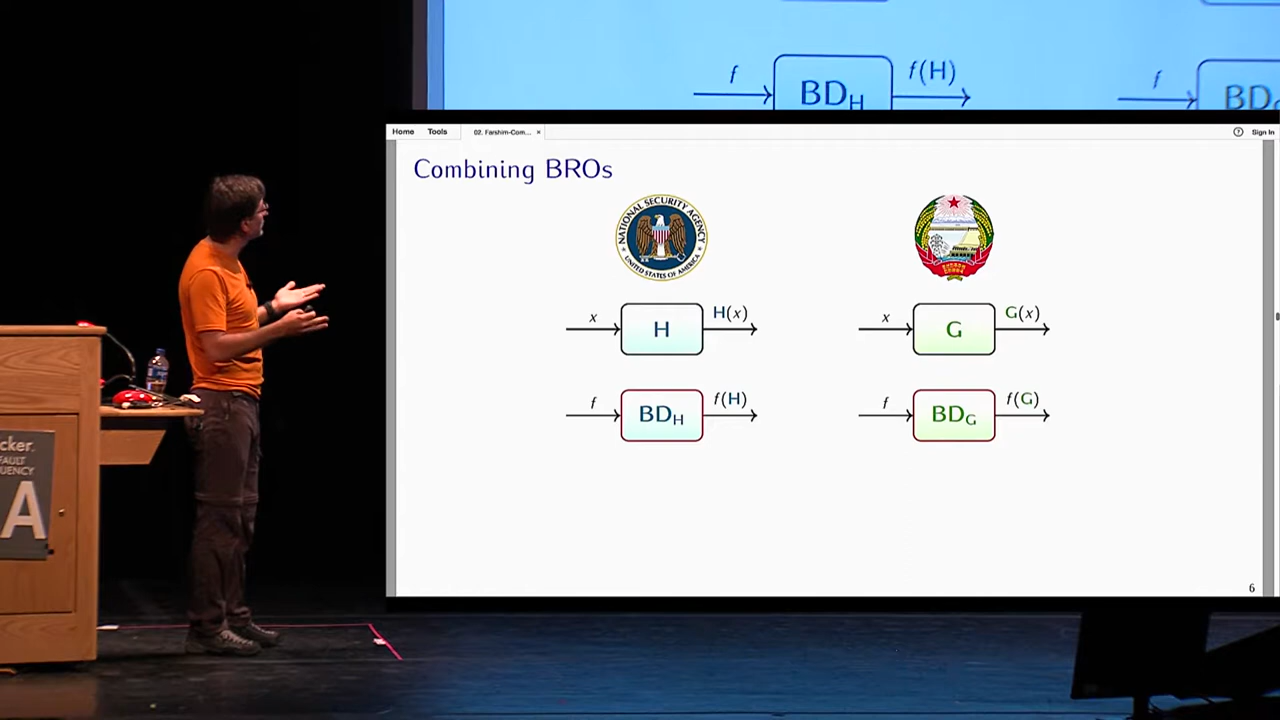 f
BD_H
f(H)
f
BD
Home Tools 02. Farshim-Com... × Sign In
Combining BROs
NATIONAL SECURITY AGENCY
UNITED STATES OF AMERICA
x
H
H(x)
x
G
G(x)
f
BD_H
f(H)
f
BD_G
f(G)
6
cker.
FAULT
UENCY
A